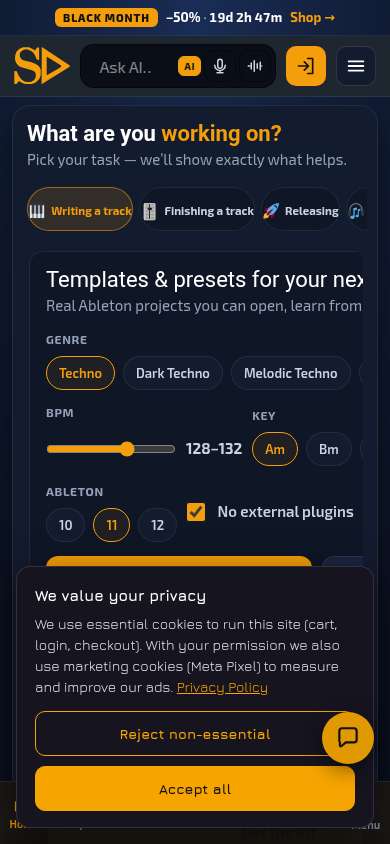 BLACK MONTH −50% · 19d 2h 47m Shop →
SD Ask AI.. AI
What are you working on?
Pick your task — we'll show exactly what helps.
Writing a track Finishing a track Releasing
Templates & presets for your nex
Real Ableton projects you can open, learn from
GENRE
Techno Dark Techno Melodic Techno
BPM KEY
128–132 Am Bm
ABLETON
10 11 12 No external plugins
We value your privacy
We use essential cookies to run this site (cart,
login, checkout). With your permission we also
use marketing cookies (Meta Pixel) to measure
and improve our ads. Privacy Policy
Reject non-essential
Accept all